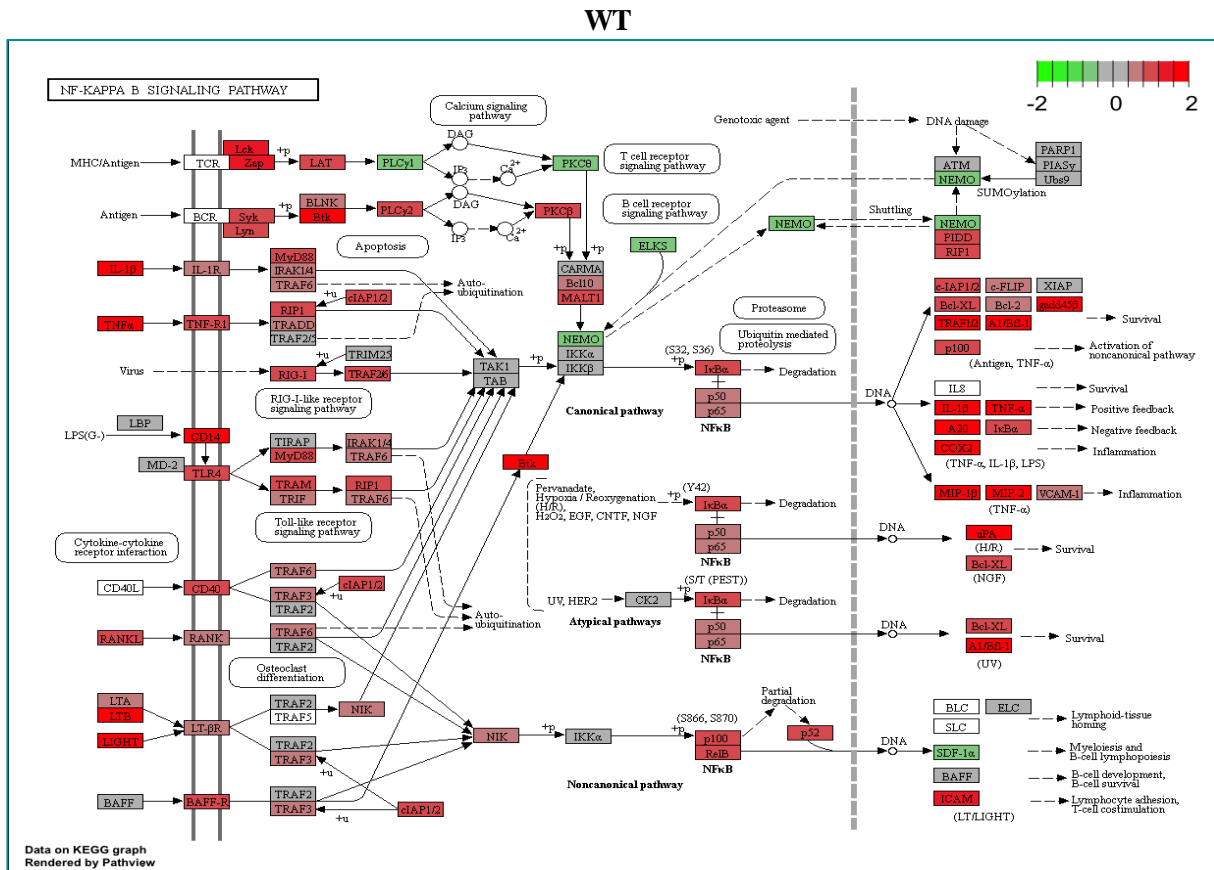 WT
NF-KAPPA B SIGNALING PATHWAY
-2 0 2
Calcium signaling
pathway
Genotoxic agent
DNA damage
MHC/Antigen
TCR
Lck
Zap
+p
LAT
PLCγ1
DAG
IP3
Ca2+
PKCθ
T cell receptor
signaling pathway
ATM
NEMO
PARP1
PIASy
Ubs9
SUMOylation
Antigen
BCR
Syk
Lyn
+p
BLNK
Btk
PLCγ2
DAG
IP3
Ca2+
PKCβ
B cell receptor
signaling pathway
+p
+p
ELKS
NEMO
Shuttling
NEMO
PIDD
RIP1
Apoptosis
IL-1β
IL-1R
MyD88
IRAK1/4
TRAF6
Auto-
ubiquitination
CARMA
Bcl10
MALT1
TNFα
TNF-R1
RIP1
TRADD
TRAF2/5
+u
cIAP1/2
Proteasome
Ubiquitin mediated
proteolysis
c-IAP1/2
c-FLIP
XIAP
Bcl-XL
Bcl-2
gadd45β
TRAF1/2
A1/Bfl-1
Survival
p100
Activation of
noncanonical pathway
(Antigen, TNF-α)
Virus
RIG-I
+u
TRIM25
TRAF2/6
TAK1
TAB
+p
NEMO
IKKα
IKKβ
(S32, S36)
+p
IκBα
Degradation
p50
p65
NFκB
Canonical pathway
DNA
RIG-I-like receptor
signaling pathway
IL8
Survival
IL-1β
TNF-α
Positive feedback
A20
IκBα
Negative feedback
COX2
Inflammation
(TNF-α, IL-1β, LPS)
MIP-1β
MIP-2
VCAM-1
Inflammation
(TNF-α)
LBP
LPS(G-)
CD14
MD-2
TLR4
TIRAP
MyD88
IRAK1/4
TRAF6
TRAM
TRIF
RIP1
TRAF6
Toll-like receptor
signaling pathway
Btk
Pervanadate,
Hypoxia / Reoxygenation
(H/R),
H2O2, EGF, CNTF, NGF
(Y42)
+p
IκBα
Degradation
p50
p65
NFκB
DNA
uPA
(H/R)
Bcl-XL
(NGF)
Survival
Cytokine-cytokine
receptor interaction
CD40L
CD40
TRAF6
TRAF3
TRAF2
+u
cIAP1/2
Auto-
ubiquitination
UV, HER2
CK2
(S/T (PEST))
+p
IκBα
Degradation
Atypical pathways
p50
p65
NFκB
DNA
Bcl-XL
A1/Bfl-1
(UV)
Survival
RANKL
RANK
TRAF6
TRAF2
Osteoclast
differentiation
LTA
LTB
LIGHT
LT-βR
TRAF2
TRAF5
NIK
TRAF2
TRAF3
+u
NIK
+p
IKKα
(S866, S870)
+p
p100
RelB
NFκB
Partial
degradation
p52
DNA
Noncanonical pathway
BLC
ELC
SLC
Lymphoid-tissue
homing
SDF-1α
Myeloiesis and
B-cell lymphopoiesis
BAFF
B-cell development,
B-cell survival
ICAM
Lymphocyte adhesion,
T-cell costimulation
(LT/LIGHT)
BAFF
BAFF-R
TRAF2
TRAF3
+u
cIAP1/2
Data on KEGG graph
Rendered by Pathview